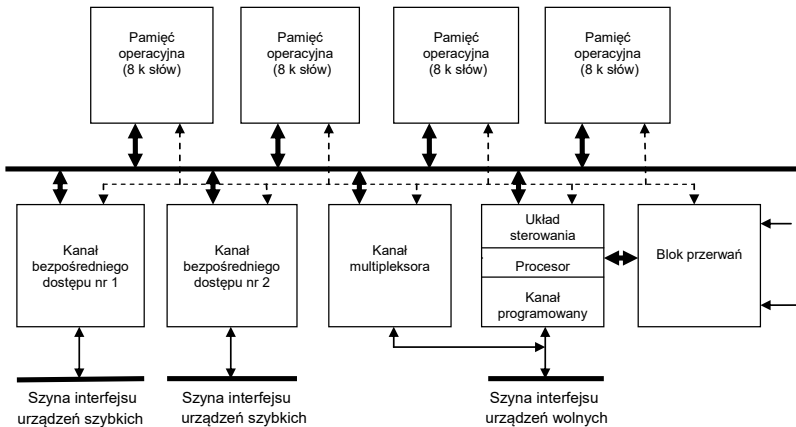 Pamięć
operacyjna
(8 k słów)
Pamięć
operacyjna
(8 k słów)
Pamięć
operacyjna
(8 k słów)
Pamięć
operacyjna
(8 k słów)
Kanał
bezpośredniego
dostępu nr 1
Kanał
bezpośredniego
dostępu nr 2
Kanał
multipleksora
Układ
sterowania
Procesor
Kanał
programowany
Blok przerwań
Szyna interfejsu
urządzeń szybkich
Szyna interfejsu
urządzeń szybkich
Szyna interfejsu
urządzeń wolnych